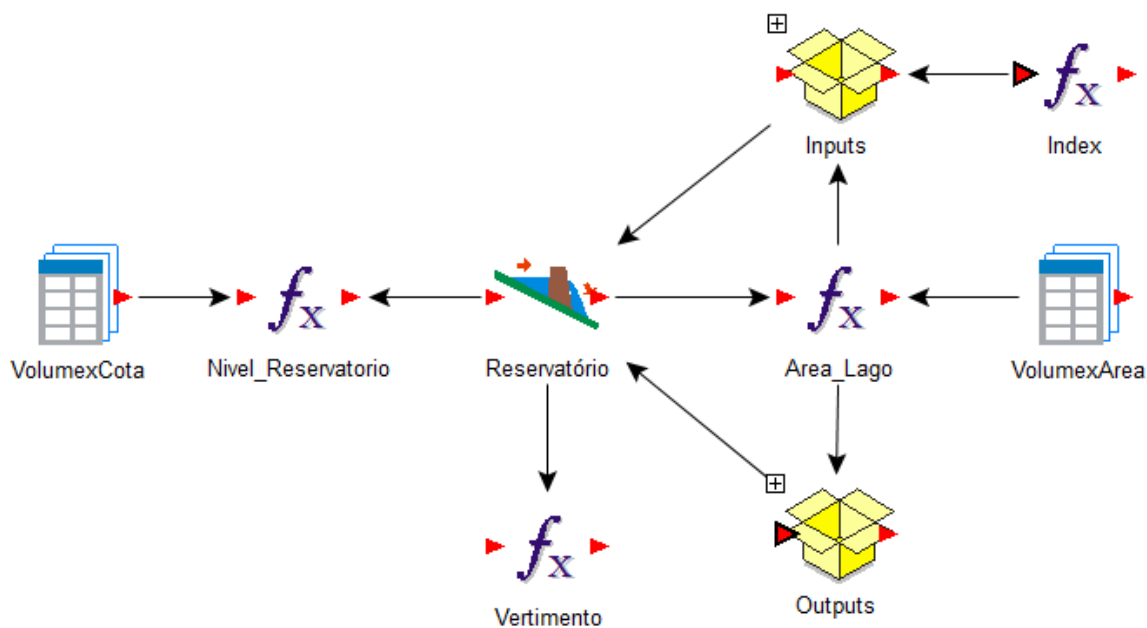 Inputs
Index
VolumexCota
Nivel_Reservatorio
Reservatório
Area_Lago
VolumexArea
Vertimento
Outputs